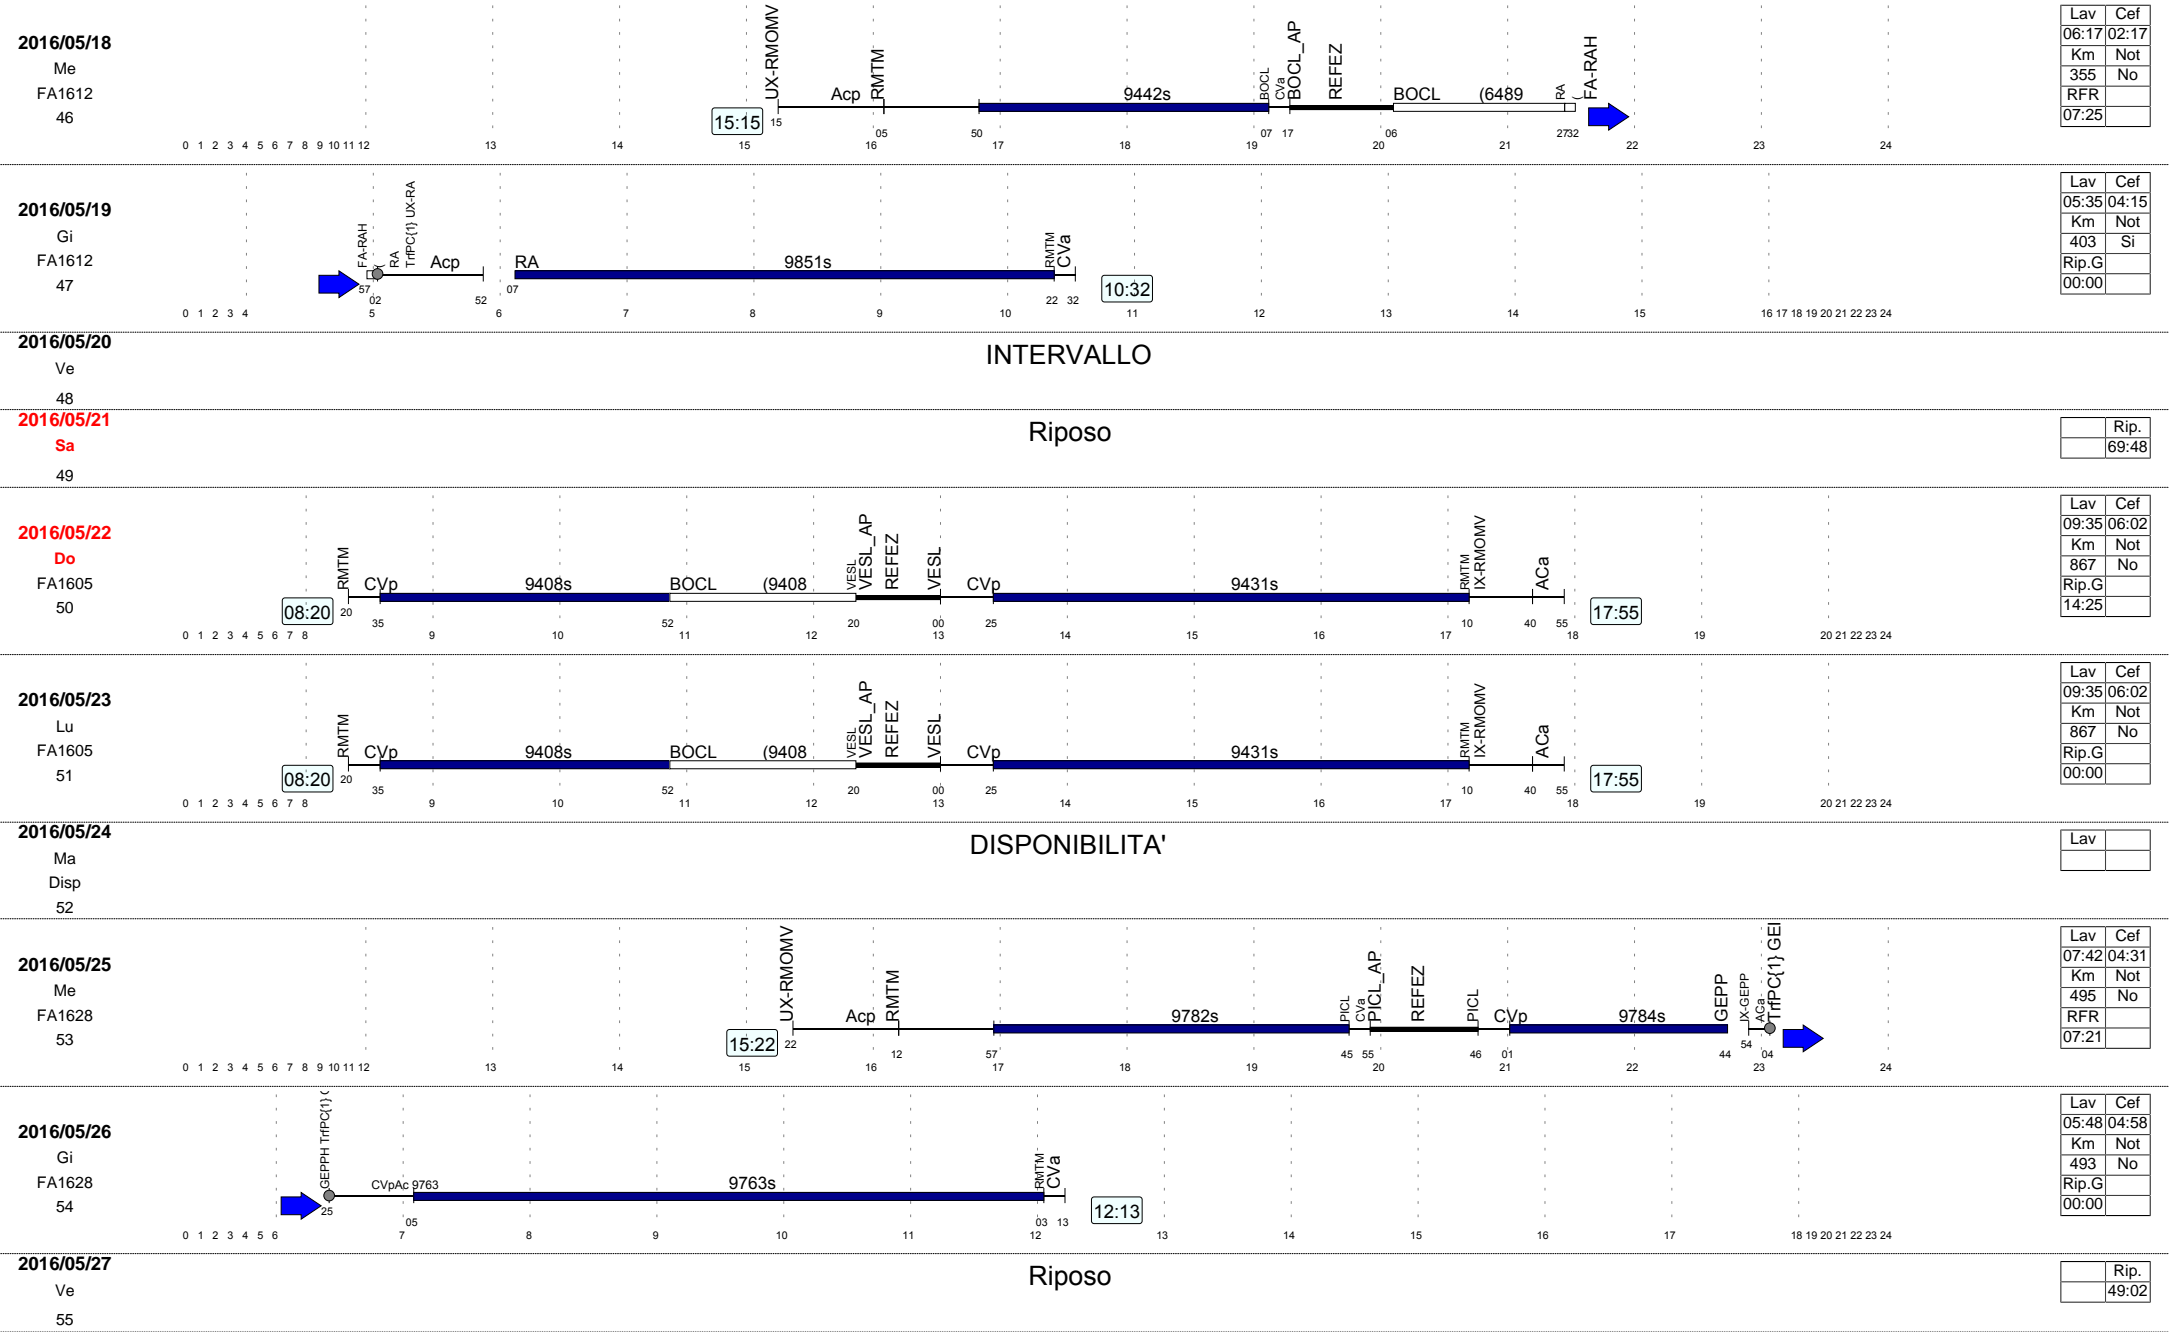 2016/05/18
Me
FA1612
46
15:15
UX-RMOMV Acp RMTM 9442s BOCL CVa BOCL_AP REFEZ BOCL (6489 RA ( FA-RAH
15 05 50 07 17 06 27 32
0 1 2 3 4 5 6 7 8 9 10 11 12 13 14 15 16 17 18 19 20 21 22 23 24
Lav Cef
06:17 02:17
Km Not
355 No
RFR
07:25
2016/05/19
Gi
FA1612
47
FA-RAH ( RA TrfPC{1} UX-RA Acp RA 9851s RMTM CVa
57 02 52 07 22 32
10:32
0 1 2 3 4 5 6 7 8 9 10 11 12 13 14 15 16 17 18 19 20 21 22 23 24
Lav Cef
05:35 04:15
Km Not
403 Si
Rip.G
00:00
2016/05/20
Ve
48
INTERVALLO
2016/05/21
Sa
49
Riposo
Rip.
69:48
2016/05/22
Do
FA1605
50
08:20
RMTM CVp 9408s BOCL (9408 VESL VESL_AP REFEZ VESL CVp 9431s RMTM IX-RMOMV ACa
20 35 52 20 00 25 10 40 55
17:55
0 1 2 3 4 5 6 7 8 9 10 11 12 13 14 15 16 17 18 19 20 21 22 23 24
Lav Cef
09:35 06:02
Km Not
867 No
Rip.G
14:25
2016/05/23
Lu
FA1605
51
08:20
RMTM CVp 9408s BOCL (9408 VESL VESL_AP REFEZ VESL CVp 9431s RMTM IX-RMOMV ACa
20 35 52 20 00 25 10 40 55
17:55
0 1 2 3 4 5 6 7 8 9 10 11 12 13 14 15 16 17 18 19 20 21 22 23 24
Lav Cef
09:35 06:02
Km Not
867 No
Rip.G
00:00
2016/05/24
Ma
Disp
52
DISPONIBILITA'
Lav
2016/05/25
Me
FA1628
53
15:22
UX-RMOMV Acp RMTM 9782s PICL CVa PICL_AP REFEZ PICL CVp 9784s GEPP IX-GEPP ACa TrfPC{1} GEI
22 12 57 45 55 46 01 44 54 04
0 1 2 3 4 5 6 7 8 9 10 11 12 13 14 15 16 17 18 19 20 21 22 23 24
Lav Cef
07:42 04:31
Km Not
495 No
RFR
07:21
2016/05/26
Gi
FA1628
54
GEPPH TrfPC{1} CVpAc 9763 9763s RMTM CVa
25 05 03 13
12:13
0 1 2 3 4 5 6 7 8 9 10 11 12 13 14 15 16 17 18 19 20 21 22 23 24
Lav Cef
05:48 04:58
Km Not
493 No
Rip.G
00:00
2016/05/27
Ve
55
Riposo
Rip.
49:02